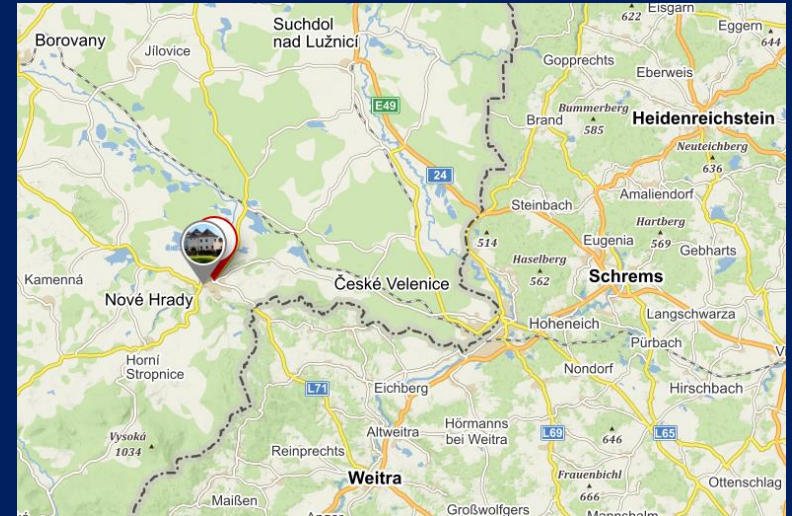 Eisgarn
622
Eggern
644
Suchdol
nad Lužnicí
Borovany
Jílovice
Gopprechts
Eberweis
E49
Bummerberg
585
Brand
Heidenreichstein
Neuteichberg
636
24
Amaliendorf
Steinbach
Hartberg
569
514
Eugenia
Gebharts
Haselberg
562
Schrems
Kamenná
České Velenice
Nové Hrady
Langschwarza
Hoheneich
Pürbach
Horní
Stropnice
Nondorf
L71
Eichberg
Hirschbach
Vysoká
1034
Altweitra
Hörmanns
bei Weitra
L69
646
L65
Reinprechts
Weitra
Frauenbichl
666
Ottenschlag
Maißen
Großwolfgers